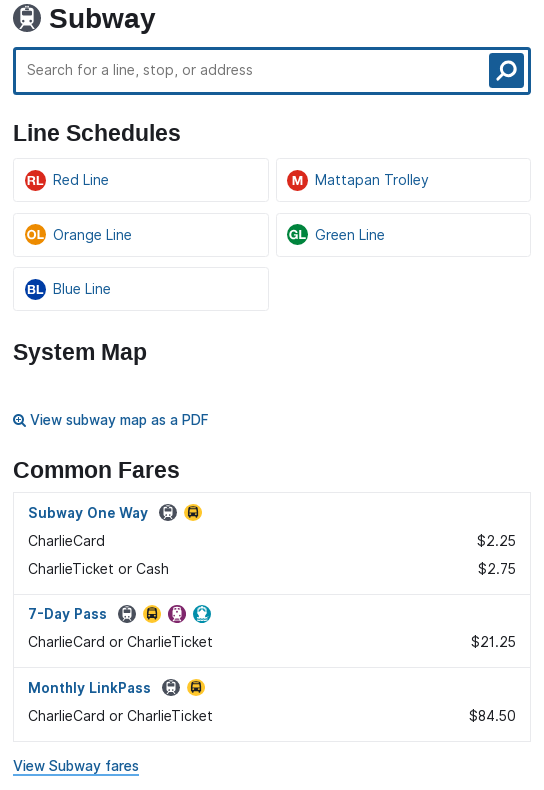 Subway
Search for a line, stop, or address
Line Schedules
RL Red Line
M Mattapan Trolley
OL Orange Line
GL Green Line
BL Blue Line
System Map
View subway map as a PDF
Common Fares
Subway One Way
CharlieCard $2.25
CharlieTicket or Cash $2.75
7-Day Pass
CharlieCard or CharlieTicket $21.25
Monthly LinkPass
CharlieCard or CharlieTicket $84.50
View Subway fares